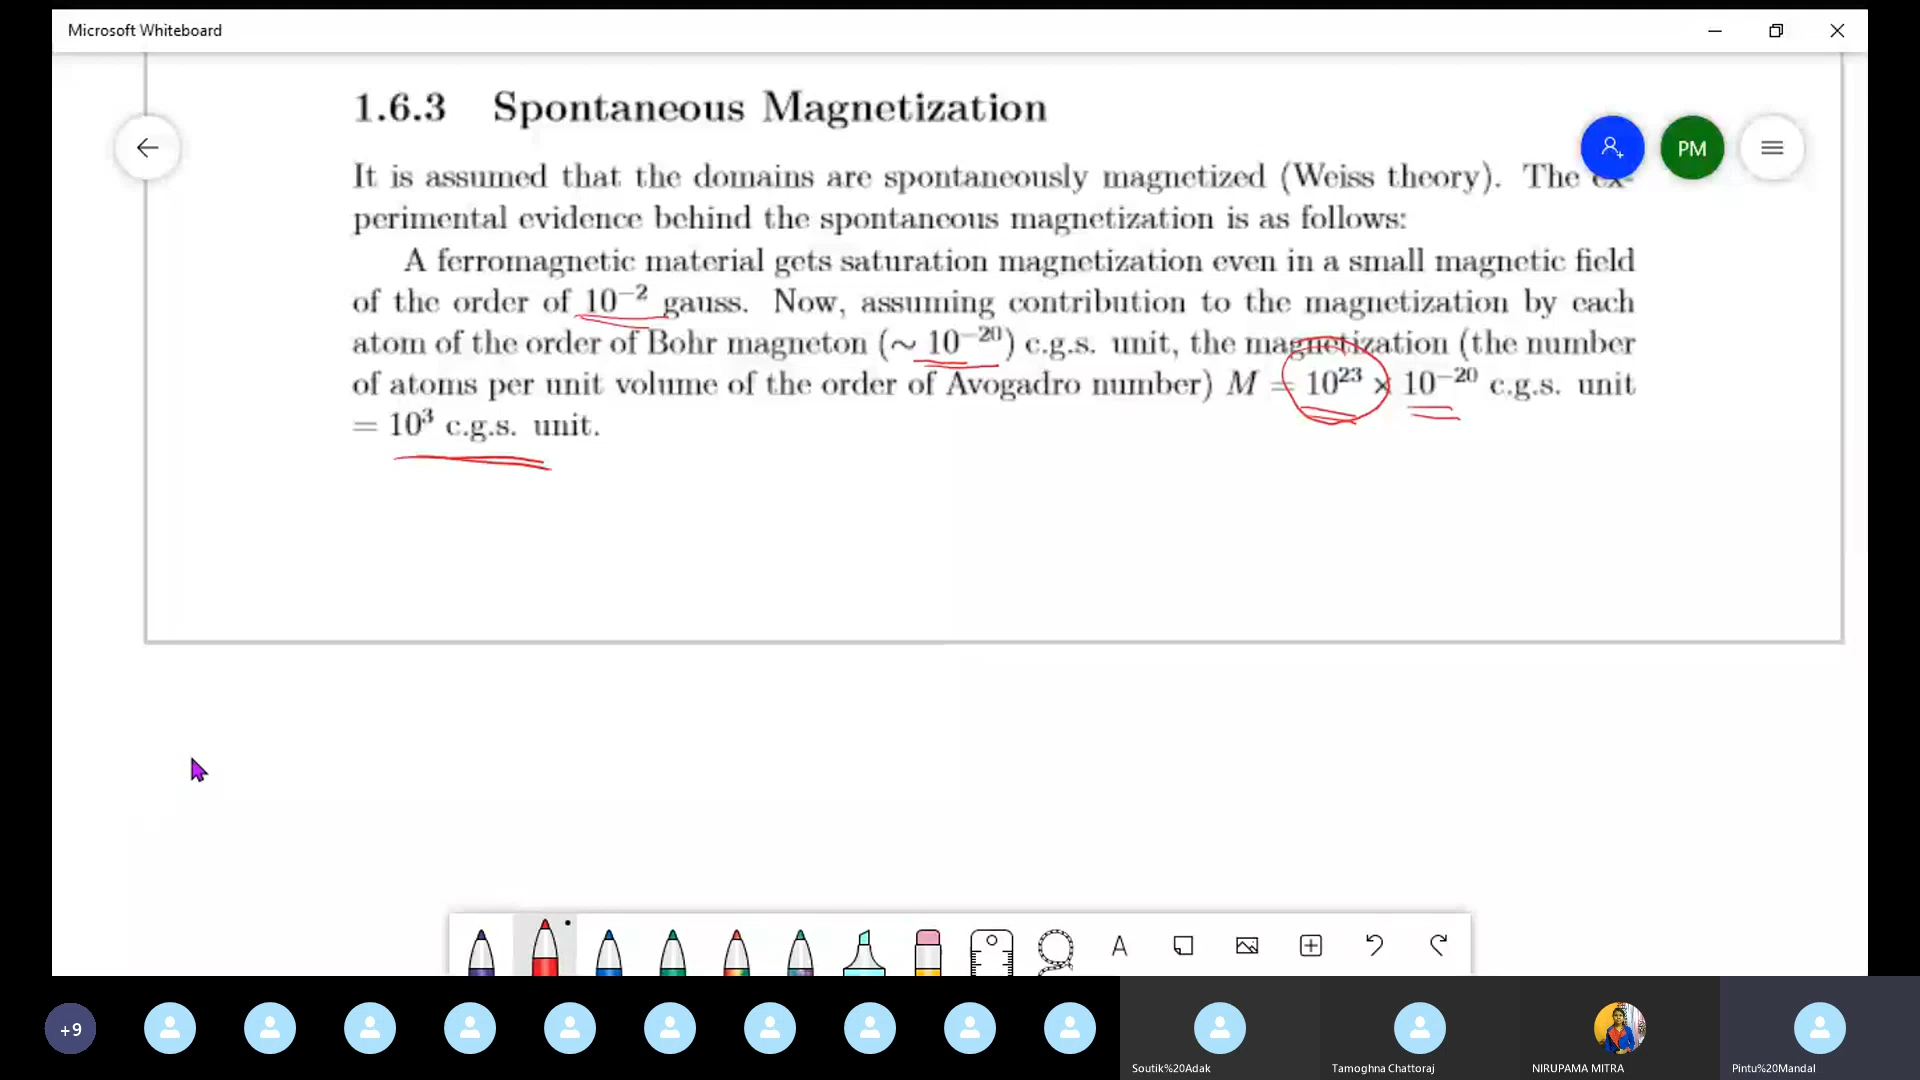 Microsoft Whiteboard
1.6.3 Spontaneous Magnetization
PM
It is assumed that the domains are spontaneously magnetized (Weiss theory). The ex-
perimental evidence behind the spontaneous magnetization is as follows:
A ferromagnetic material gets saturation magnetization even in a small magnetic field
of the order of 10⁻² gauss. Now, assuming contribution to the magnetization by each
atom of the order of Bohr magneton (∼ 10⁻²⁰) c.g.s. unit, the magnetization (the number
of atoms per unit volume of the order of Avogadro number) M = 10²³ × 10⁻²⁰ c.g.s. unit
= 10³ c.g.s. unit.
A
+9
Soutik%20Adak
Tamoghna Chattoraj
NIRUPAMA MITRA
Pintu%20Mandal